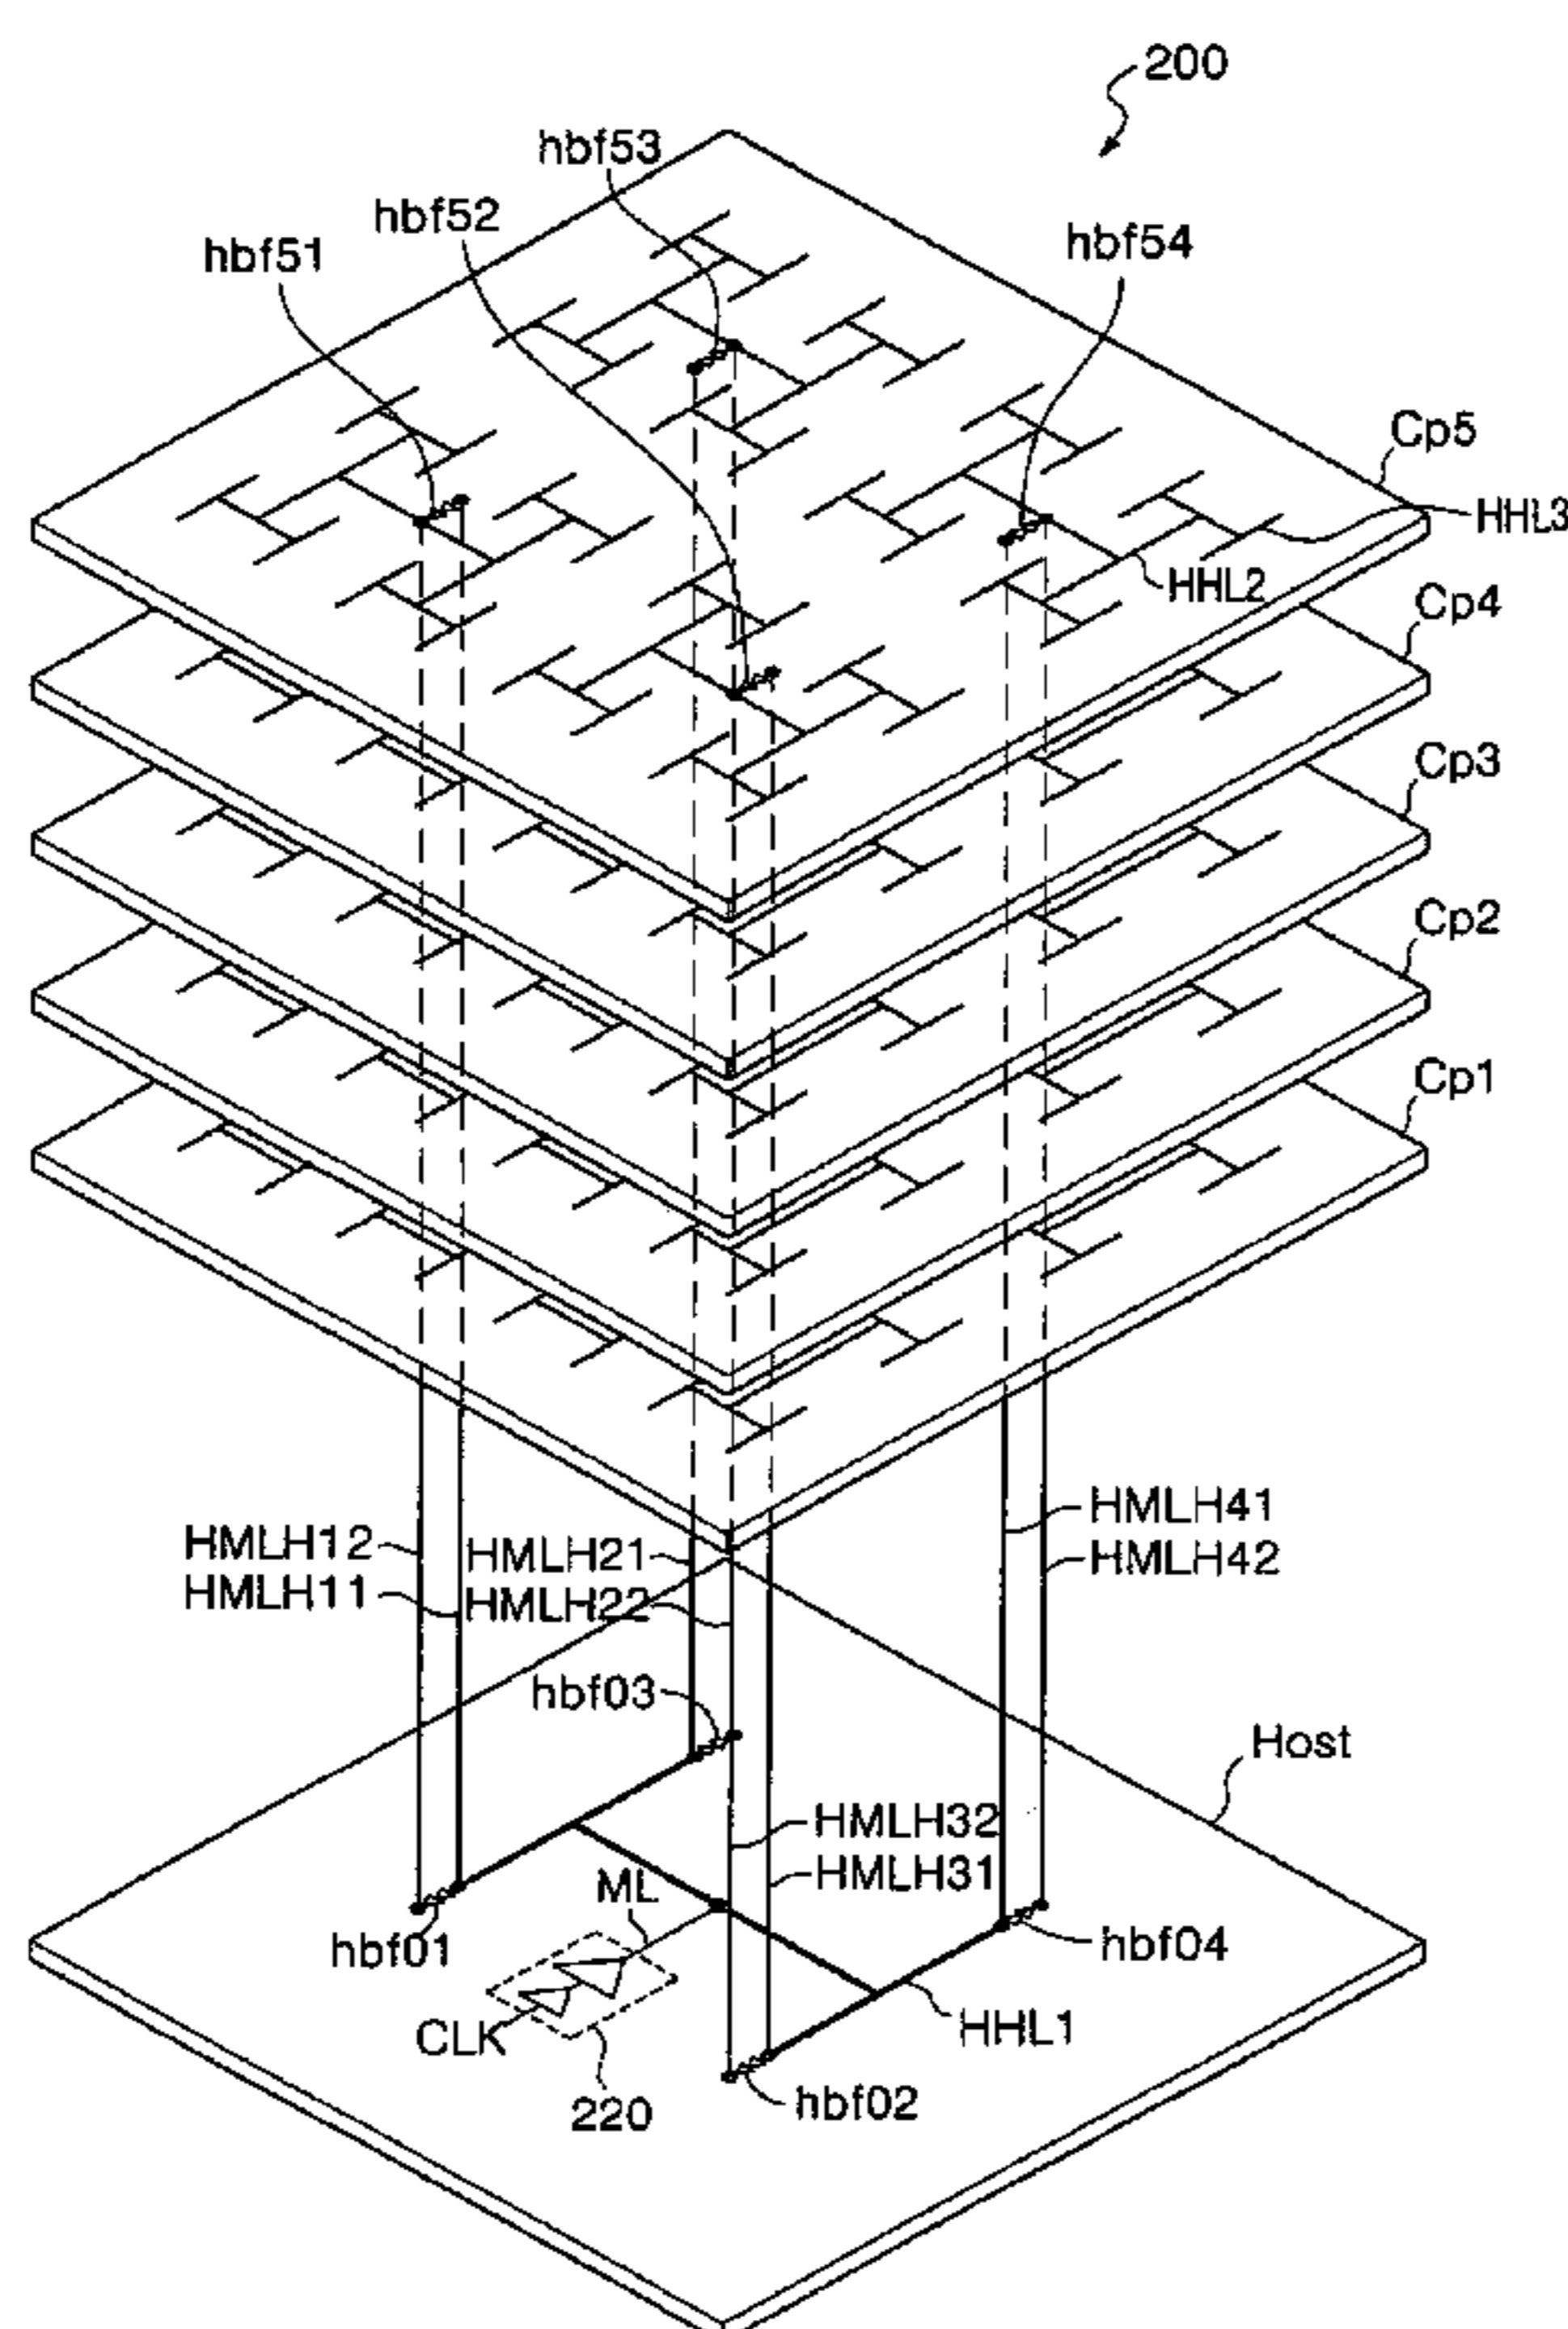 200
hbf53
hbf52
hbf51
hbf54
Cp5
HHL3
HHL2
Cp4
Cp3
Cp2
Cp1
HMLH12
HMLH21
HMLH41
HMLH11
HMLH22
HMLH42
hbf03
Host
HMLH32
HMLH31
ML
hbf01
hbf04
CLK
HHL1
220
hbf02